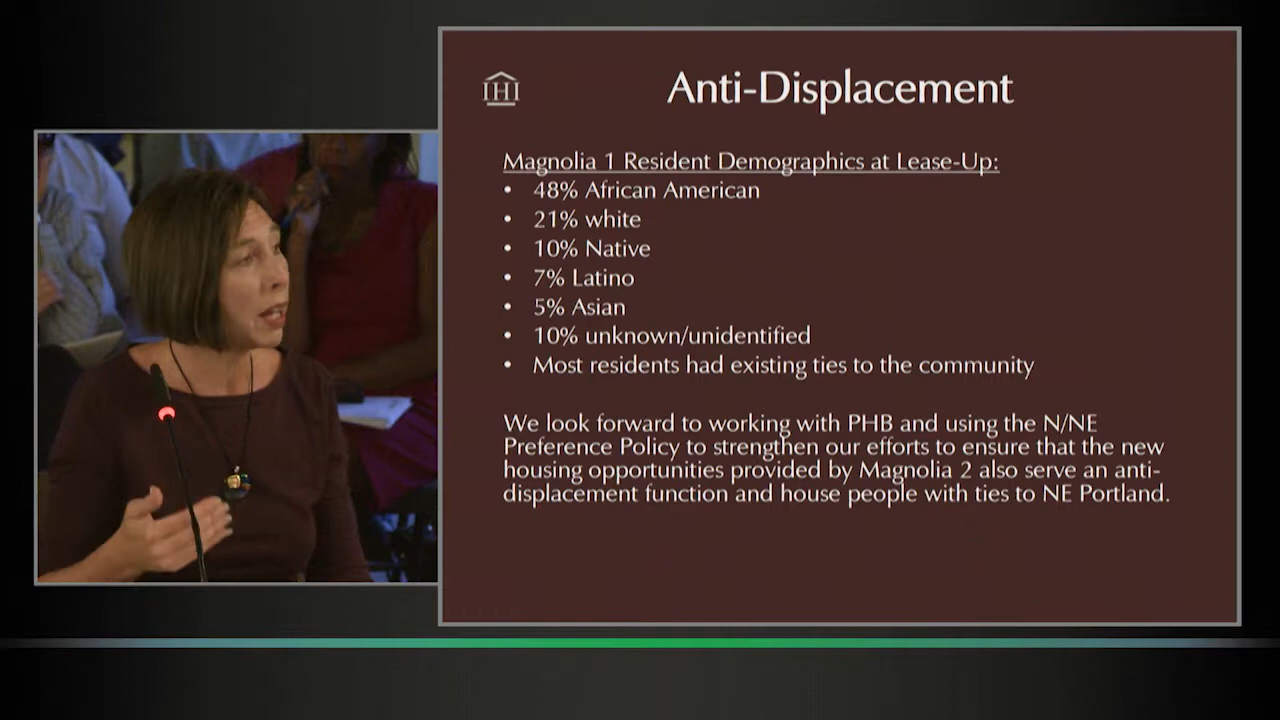 IHI
Anti-Displacement
Magnolia 1 Resident Demographics at Lease-Up:
• 48% African American
• 21% white
• 10% Native
• 7% Latino
• 5% Asian
• 10% unknown/unidentified
• Most residents had existing ties to the community
We look forward to working with PHB and using the N/NE
Preference Policy to strengthen our efforts to ensure that the new
housing opportunities provided by Magnolia 2 also serve an anti-
displacement function and house people with ties to NE Portland.